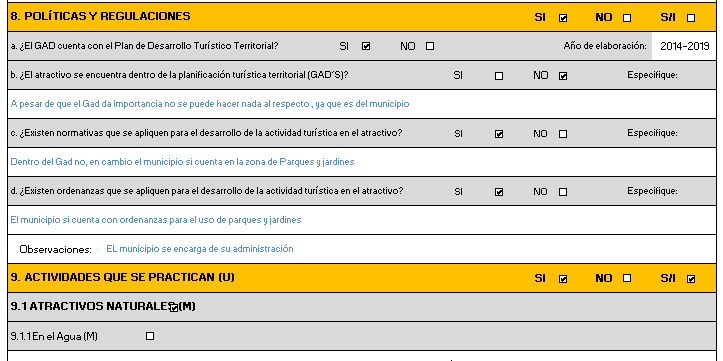 8. POLÍTICAS Y REGULACIONES SI NO S/I
a. ¿El GAD cuenta con el Plan de Desarrollo Turístico Territorial? SI NO Año de elaboración: 2014-2019
b. ¿El atractivo se encuentra dentro de la planificación turística territorial (GAD'S)? SI NO Especifique:
A pesar de que el Gad da importancia no se puede hacer nada al respecto , ya que es del municipio
c. ¿Existen normativas que se apliquen para el desarrollo de la actividad turística en el atractivo? SI NO Especifique:
Dentro del Gad no, en cambio el municipio si cuenta en la zona de Parques y jardines
d. ¿Existen ordenanzas que se apliquen para el desarrollo de la actividad turística en el atractivo? SI NO Especifique:
El municipio si cuenta con ordenanzas para el uso de parques y jardines
Observaciones: EL municipio se encarga de su administración
9. ACTIVIDADES QUE SE PRACTICAN (U) SI NO S/I
9.1 ATRACTIVOS NATURALES (M)
9.1.1 En el Agua (M)